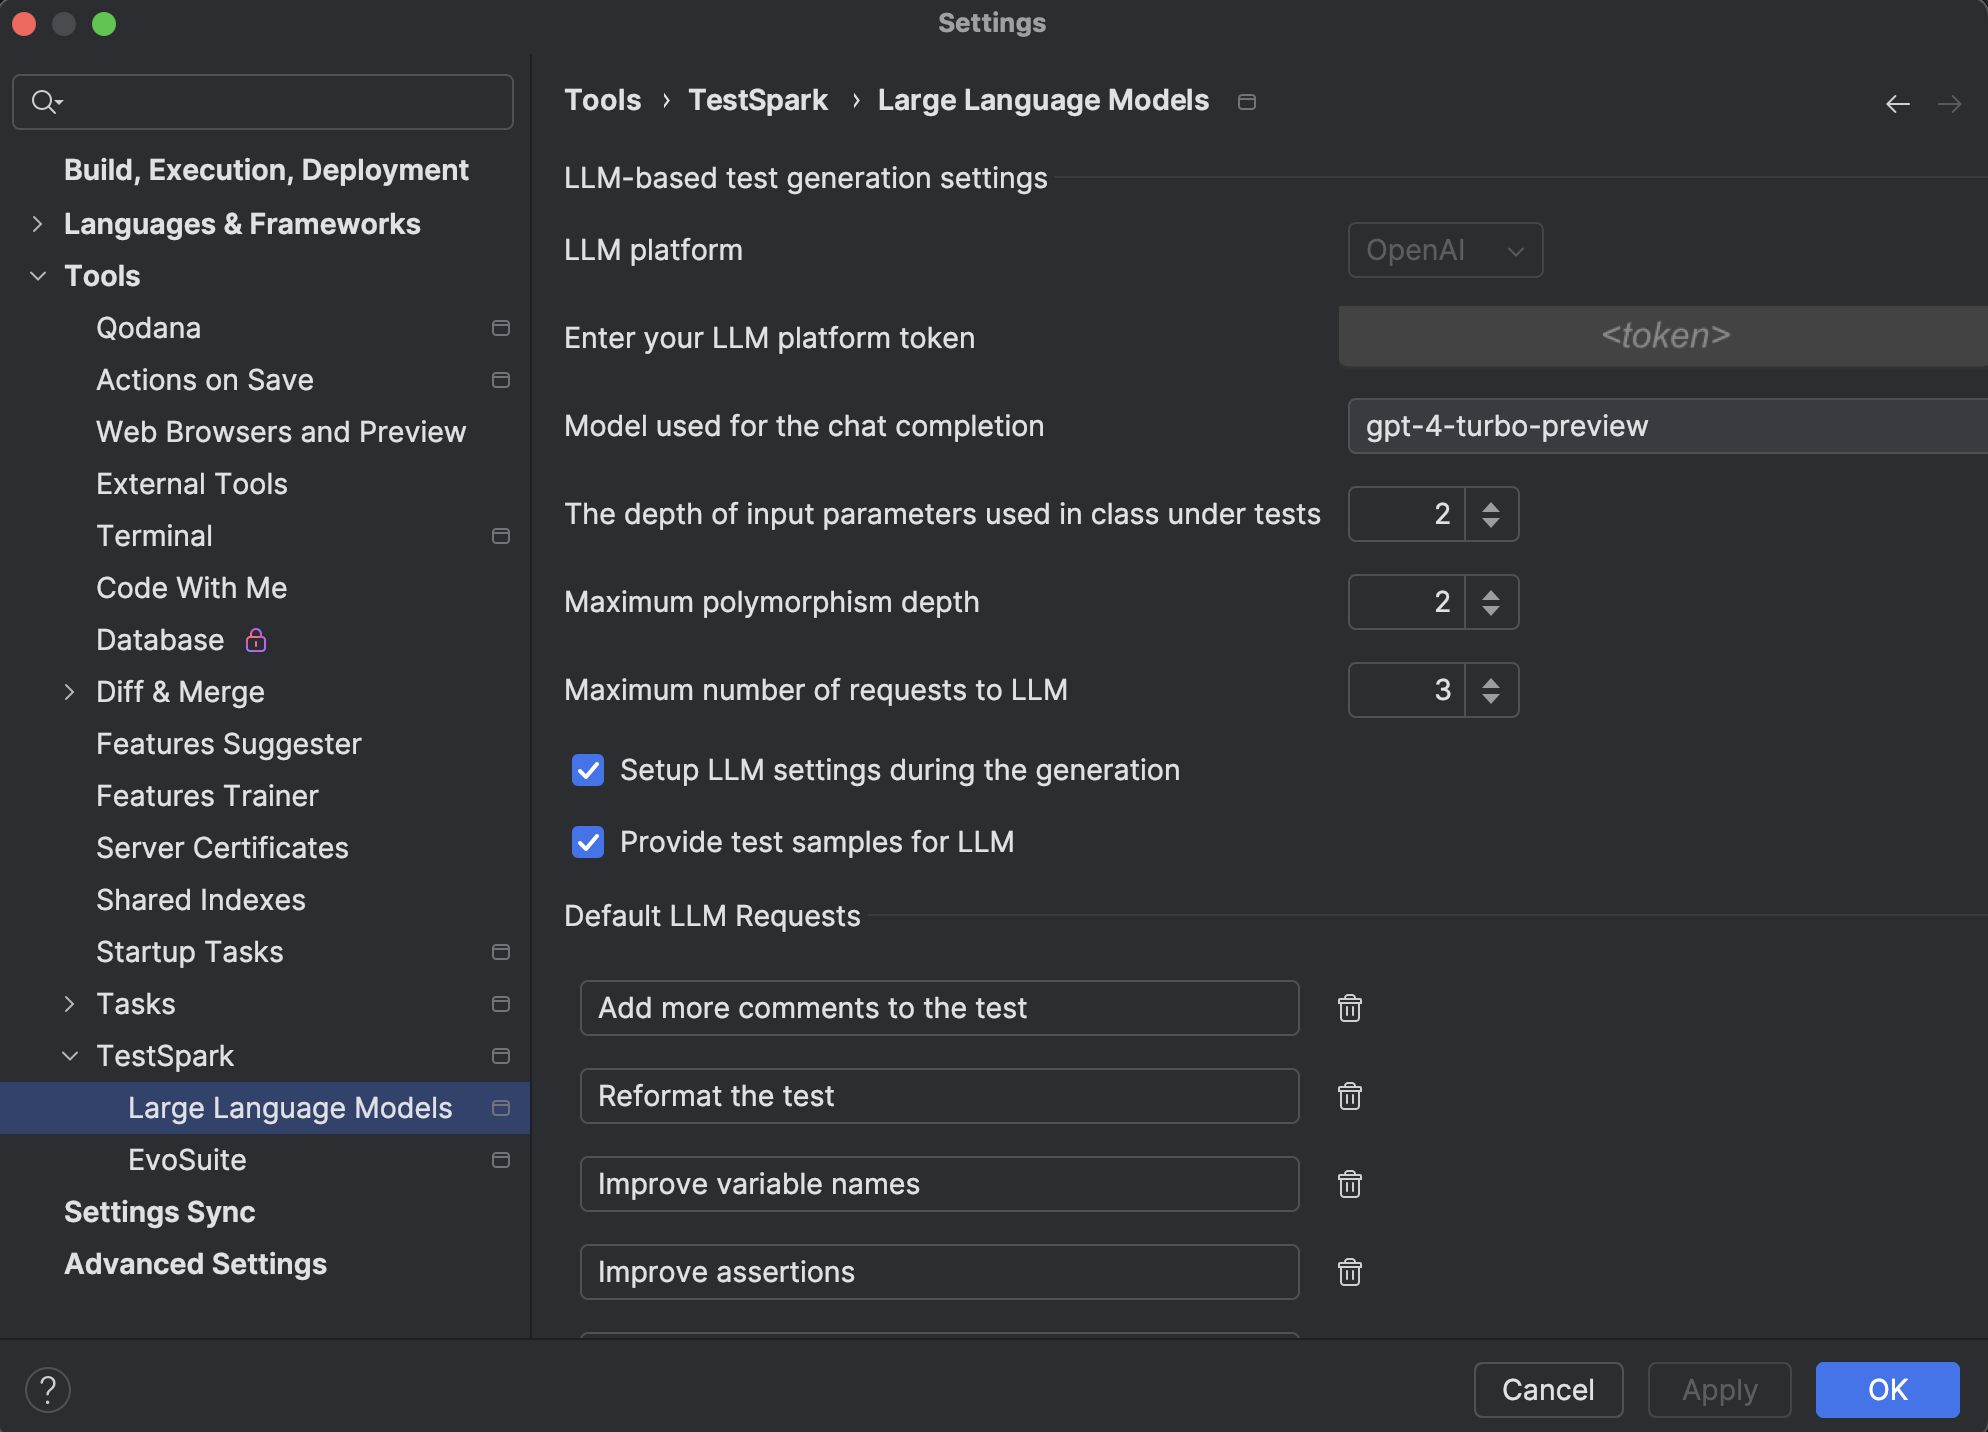 Settings
Build, Execution, Deployment
Languages & Frameworks
Tools
Qodana
Actions on Save
Web Browsers and Preview
External Tools
Terminal
Code With Me
Database
Diff & Merge
Features Suggester
Features Trainer
Server Certificates
Shared Indexes
Startup Tasks
Tasks
TestSpark
Large Language Models
EvoSuite
Settings Sync
Advanced Settings
Tools › TestSpark › Large Language Models
LLM-based test generation settings
LLM platform OpenAI
Enter your LLM platform token <token>
Model used for the chat completion gpt-4-turbo-preview
The depth of input parameters used in class under tests 2
Maximum polymorphism depth 2
Maximum number of requests to LLM 3
Setup LLM settings during the generation
Provide test samples for LLM
Default LLM Requests
Add more comments to the test
Reformat the test
Improve variable names
Improve assertions
?
Cancel Apply OK